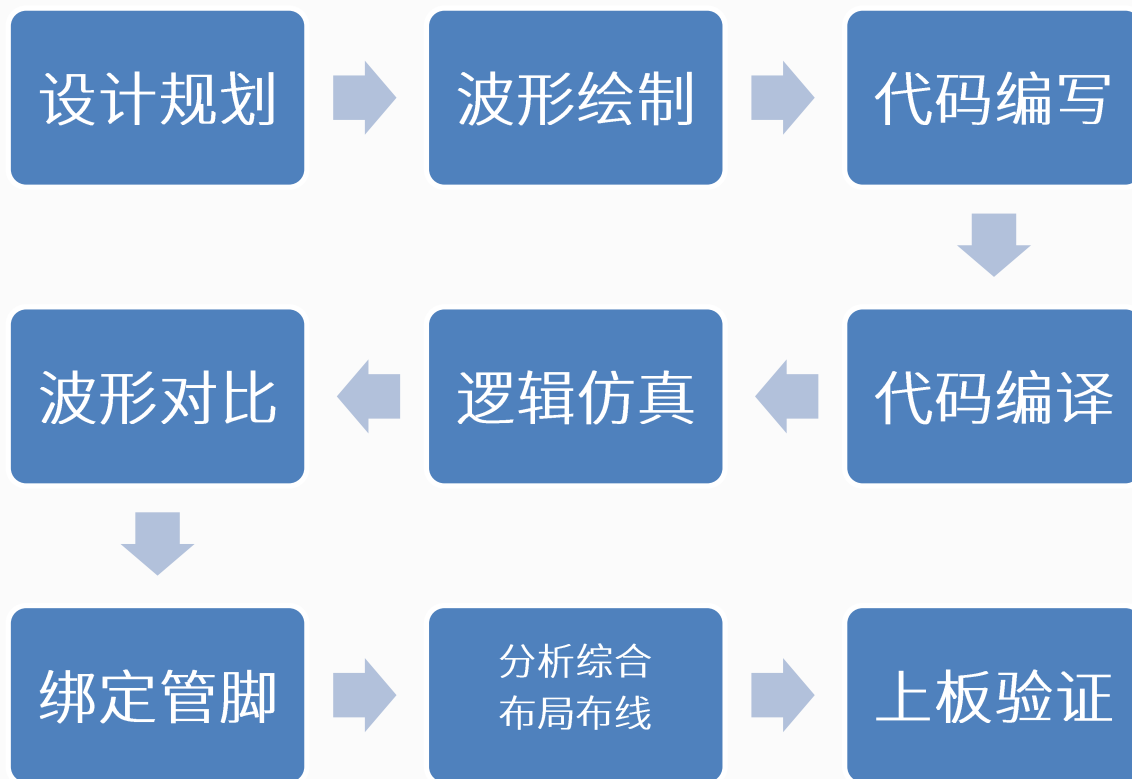 设计规划
波形绘制
代码编写
代码编译
逻辑仿真
波形对比
绑定管脚
分析综合
布局布线
上板验证